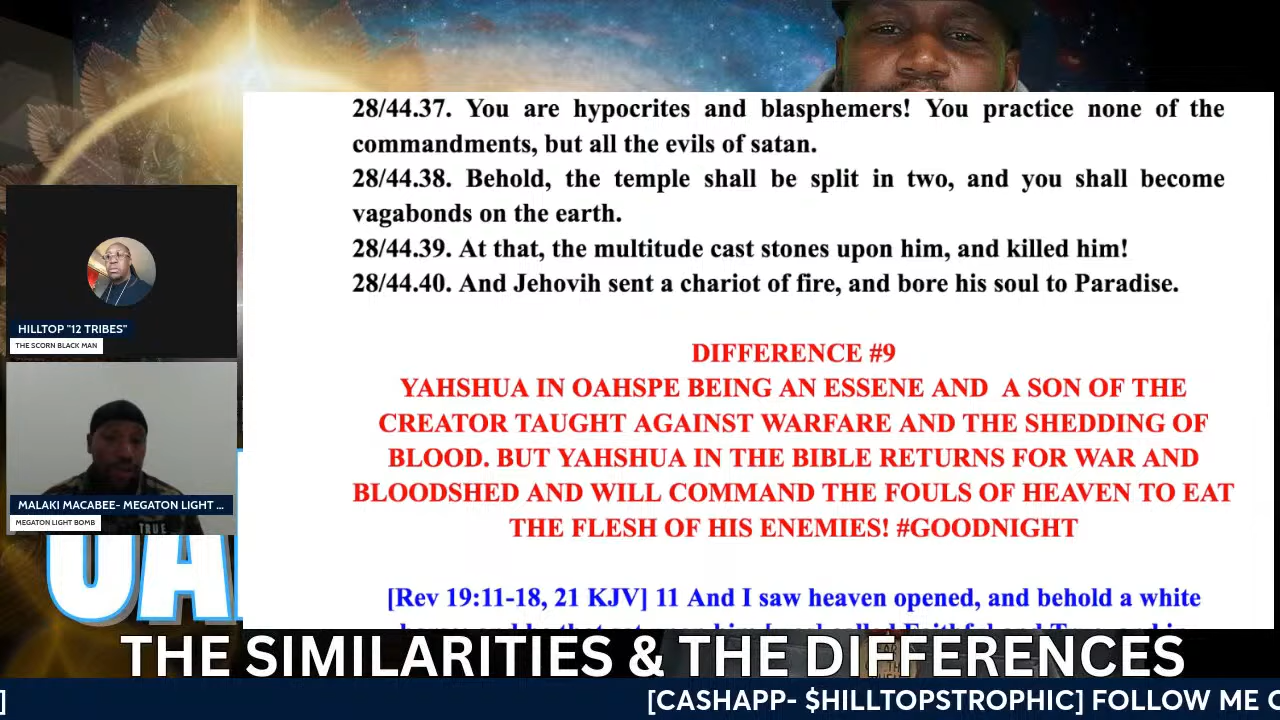 28/44.37. You are hypocrites and blasphemers! You practice none of the
commandments, but all the evils of satan.
28/44.38. Behold, the temple shall be split in two, and you shall become
vagabonds on the earth.
28/44.39. At that, the multitude cast stones upon him, and killed him!
28/44.40. And Jehovih sent a chariot of fire, and bore his soul to Paradise.
DIFFERENCE #9
YAHSHUA IN OAHSPE BEING AN ESSENE AND A SON OF THE
CREATOR TAUGHT AGAINST WARFARE AND THE SHEDDING OF
BLOOD. BUT YAHSHUA IN THE BIBLE RETURNS FOR WAR AND
BLOODSHED AND WILL COMMAND THE FOULS OF HEAVEN TO EAT
THE FLESH OF HIS ENEMIES! #GOODNIGHT
[Rev 19:11-18, 21 KJV] 11 And I saw heaven opened, and behold a white
HILLTOP "12 TRIBES"
THE SCORN BLACK MAN
MALAKI MACABEE- MEGATON LIGHT ...
MEGATON LIGHT BOMB
TRUE
OA
THE SIMILARITIES & THE DIFFERENCES
] [CASHAPP- $HILLTOPSTROPHIC] FOLLOW ME